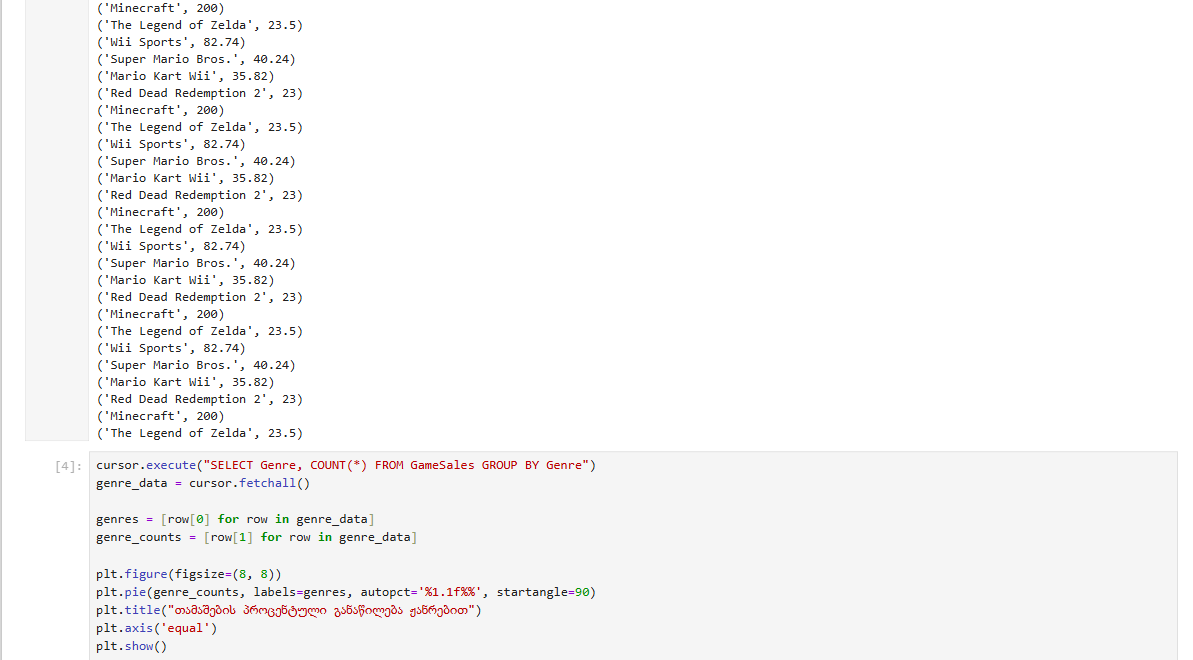 ('Minecraft', 200)
('The Legend of Zelda', 23.5)
('Wii Sports', 82.74)
('Super Mario Bros.', 40.24)
('Mario Kart Wii', 35.82)
('Red Dead Redemption 2', 23)
('Minecraft', 200)
('The Legend of Zelda', 23.5)
('Wii Sports', 82.74)
('Super Mario Bros.', 40.24)
('Mario Kart Wii', 35.82)
('Red Dead Redemption 2', 23)
('Minecraft', 200)
('The Legend of Zelda', 23.5)
('Wii Sports', 82.74)
('Super Mario Bros.', 40.24)
('Mario Kart Wii', 35.82)
('Red Dead Redemption 2', 23)
('Minecraft', 200)
('The Legend of Zelda', 23.5)
('Wii Sports', 82.74)
('Super Mario Bros.', 40.24)
('Mario Kart Wii', 35.82)
('Red Dead Redemption 2', 23)
('Minecraft', 200)
('The Legend of Zelda', 23.5)
[4]: cursor.execute("SELECT Genre, COUNT(*) FROM GameSales GROUP BY Genre")
genre_data = cursor.fetchall()
genres = [row[0] for row in genre_data]
genre_counts = [row[1] for row in genre_data]
plt.figure(figsize=(8, 8))
plt.pie(genre_counts, labels=genres, autopct='%1.1f%%', startangle=90)
plt.title("თამაშების პროცენტული განაწილება ჟანრებით")
plt.axis('equal')
plt.show()